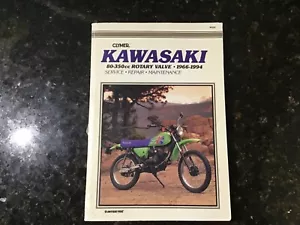 CLYMER
KAWASAKI
80-350cc ROTARY VALVE • 1966-1994
SERVICE • REPAIR • MAINTENANCE